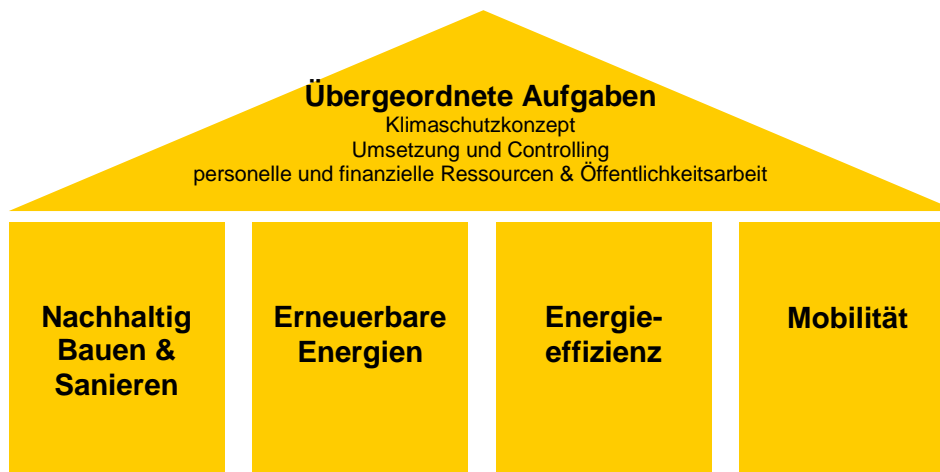 Übergeordnete Aufgaben
Klimaschutzkonzept
Umsetzung und Controlling
personelle und finanzielle Ressourcen & Öffentlichkeitsarbeit
Nachhaltig
Bauen &
Sanieren
Erneuerbare
Energien
Energie-
effizienz
Mobilität